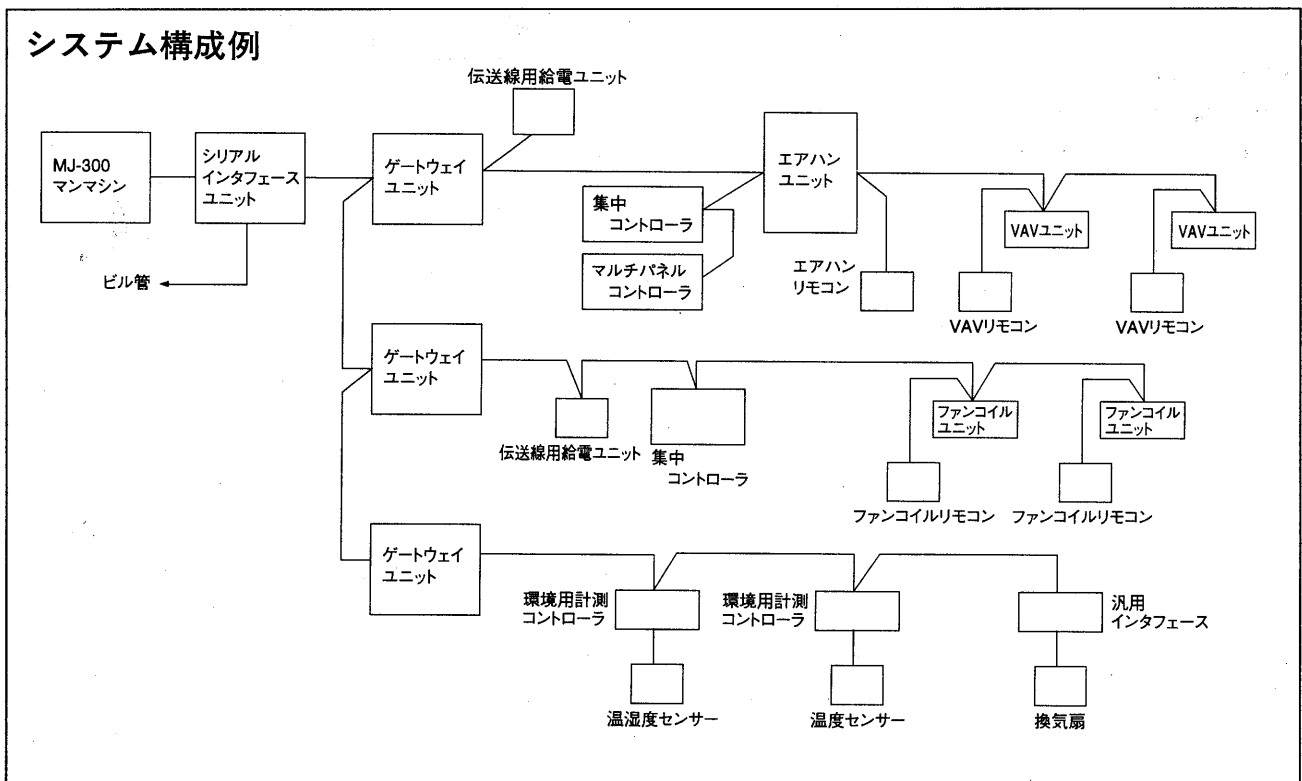 システム構成例
伝送線用給電ユニット
MJ-300
マンマシン
シリアル
インタフェース
ユニット
ゲートウェイ
ユニット
エアハン
ユニット
集中
コントローラ
マルチパネル
コントローラ
エアハン
リモコン
VAVユニット
VAVユニット
VAVリモコン
VAVリモコン
ビル管
ゲートウェイ
ユニット
伝送線用給電ユニット
集中
コントローラ
ファンコイル
ユニット
ファンコイル
ユニット
ファンコイルリモコン
ファンコイルリモコン
ゲートウェイ
ユニット
環境用計測
コントローラ
環境用計測
コントローラ
汎用
インタフェース
温湿度センサー
温度センサー
換気扇